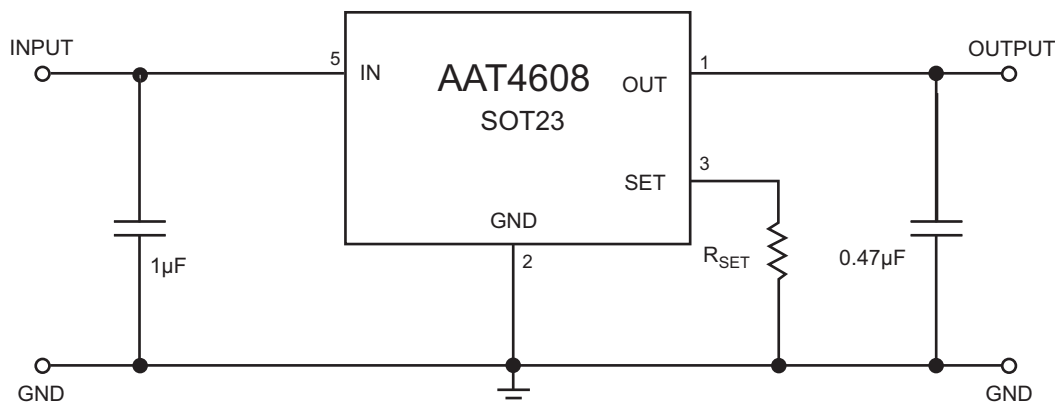 INPUT
OUTPUT
5
IN
AAT4608
SOT23
OUT
1
SET
3
GND
2
1µF
RSET
0.47µF
GND
GND